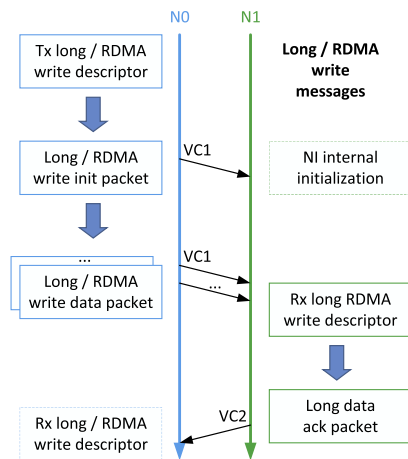 N0
N1
Tx long / RDMA
write descriptor
Long / RDMA
write
messages
VC1
Long / RDMA
write init packet
NI internal
initialization
...
VC1
Long / RDMA
write data packet
...
Rx long RDMA
write descriptor
VC2
Long data
ack packet
Rx long / RDMA
write descriptor